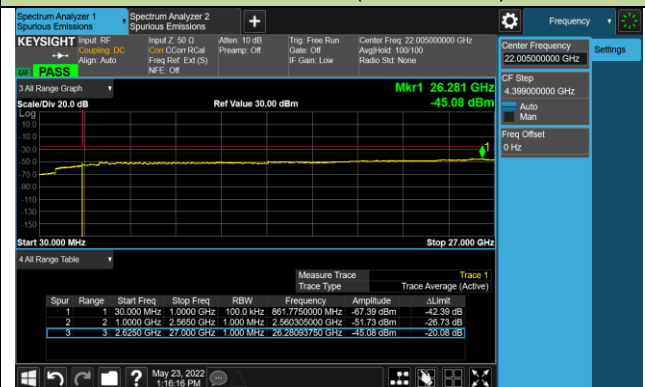 Spectrum Analyzer 1
Spurious Emissions
Spectrum Analyzer 2
Spurious Emissions
+
Frequency
KEYSIGHT
Input: RF
Coupling: DC
Align: Auto
Input Z: 50 Ω
Corr CCorr RCal
Freq Ref: Ext (S)
NFE: Off
Atten: 10 dB
Preamp: Off
Trig: Free Run
Gate: Off
IF Gain: Low
Center Freq: 22.005000000 GHz
Avg|Hold: 100/100
Radio Std: None
PASS
Center Frequency
22.005000000 GHz
Settings
CF Step
4.399000000 GHz
Auto
Man
Freq Offset
0 Hz
3 All Range Graph
Mkr1 26.281 GHz
Scale/Div 20.0 dB
Ref Value 30.00 dBm
-45.08 dBm
Log
10.0
-10.0
-30.0
-50.0
-70.0
-90.0
-110
-130
-150
1
Start 30.000 MHz
Stop 27.000 GHz
4 All Range Table
Measure Trace Trace 1
Trace Type Trace Average (Active)
Spur Range Start Freq Stop Freq RBW Frequency Amplitude ΔLimit
1 1 30.000 MHz 1.0000 GHz 100.0 kHz 861.7750000 MHz -67.39 dBm -42.39 dB
2 2 1.0000 GHz 2.5650 GHz 1.000 MHz 2.560305000 GHz -51.73 dBm -26.73 dB
3 3 2.6250 GHz 27.000 GHz 1.000 MHz 26.28093750 GHz -45.08 dBm -20.08 dB
?
May 23, 2022
1:16:16 PM